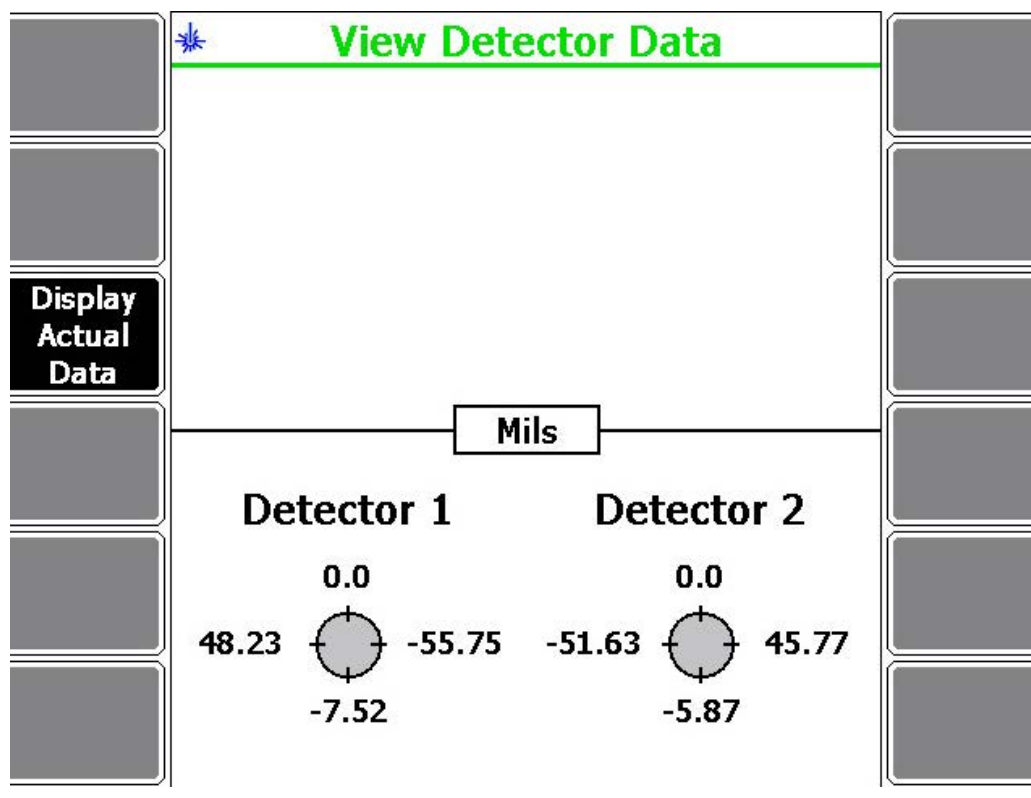 View Detector Data
Display
Actual
Data
Mils
Detector 1 Detector 2
0.0 0.0
48.23 -55.75 -51.63 45.77
-7.52 -5.87